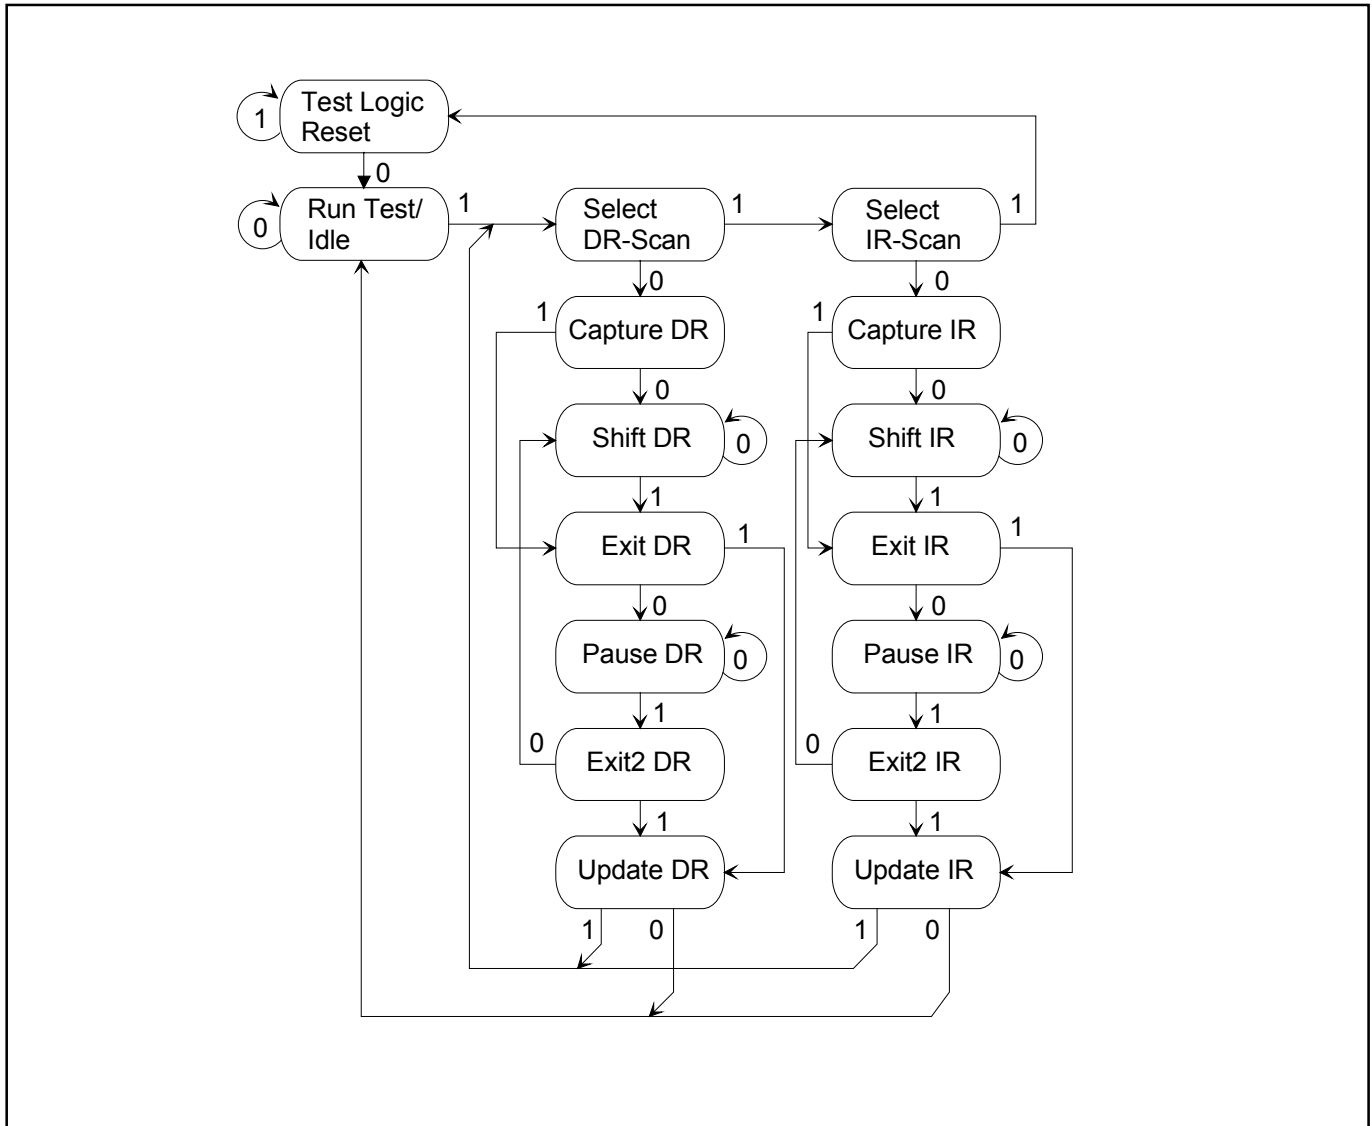 Test Logic
Reset
1
0
Run Test/
Idle
0
1
Select
DR-Scan
1
Select
IR-Scan
1
0
0
1
Capture DR
1
Capture IR
0
0
Shift DR
0
Shift IR
0
1
1
Exit DR
1
Exit IR
1
0
0
Pause DR
0
Pause IR
0
1
1
0
Exit2 DR
0
Exit2 IR
1
1
Update DR
Update IR
1
0
1
0